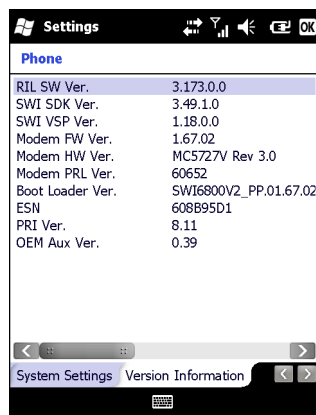 Settings
OK
Phone
RIL SW Ver. 3.173.0.0
SWI SDK Ver. 3.49.1.0
SWI VSP Ver. 1.18.0.0
Modem FW Ver. 1.67.02
Modem HW Ver. MC5727V Rev 3.0
Modem PRL Ver. 60652
Boot Loader Ver. SWI6800V2_PP.01.67.02
ESN 608B95D1
PRI Ver. 8.11
OEM Aux Ver. 0.39
System Settings Version Information